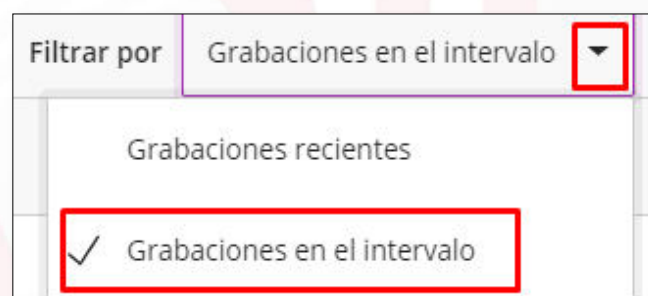 Filtrar por Grabaciones en el intervalo
Grabaciones recientes
Grabaciones en el intervalo